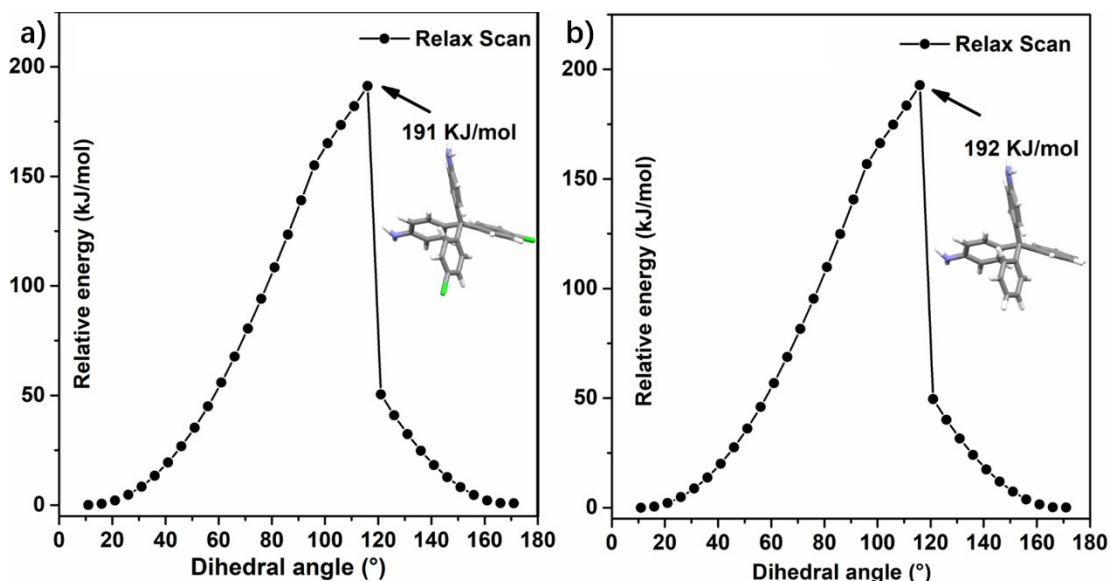 a)
Relax Scan
200
150
100
50
0
Relative energy (kJ/mol)
191 KJ/mol
0 20 40 60 80 100 120 140 160 180
Dihedral angle (°)
b)
Relax Scan
200
150
100
50
0
Relative energy (kJ/mol)
192 KJ/mol
0 20 40 60 80 100 120 140 160 180
Dihedral angle (°)